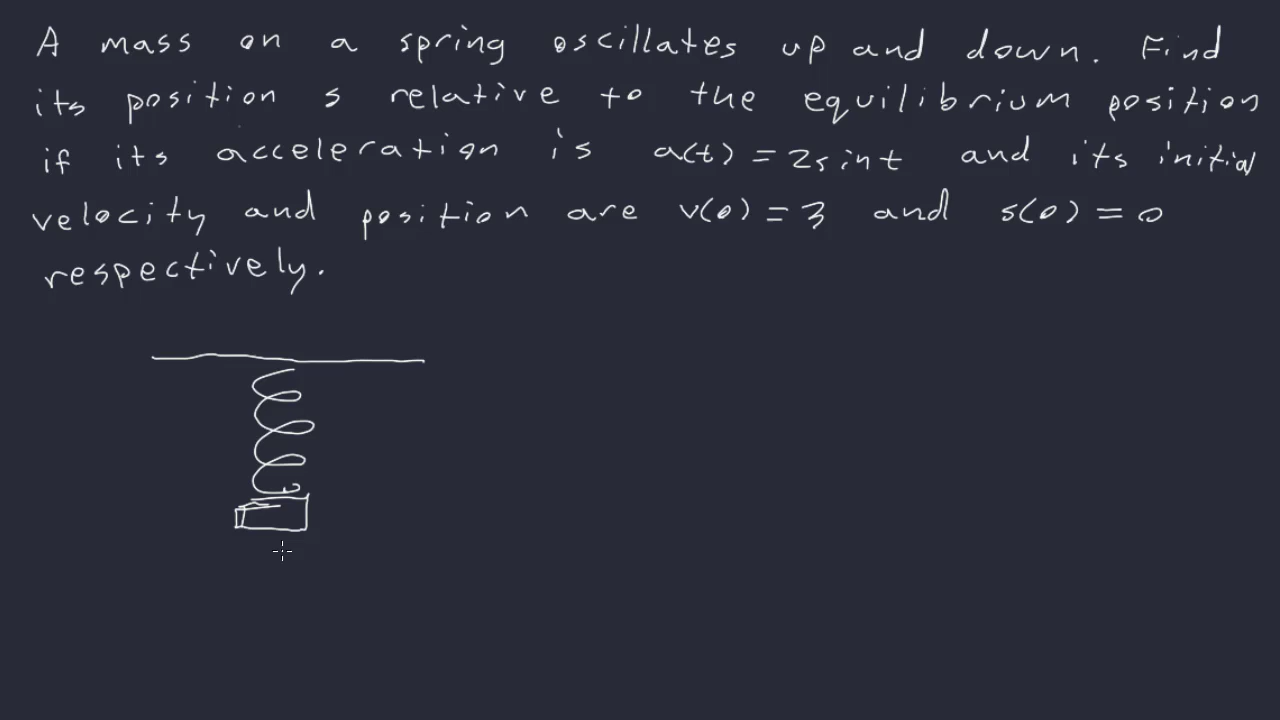 A mass on a spring oscillates up and down. Find
its position s relative to the equilibrium position
if its acceleration is a(t) = 2sint and its initial
velocity and position are v(0) = 3 and s(0) = 0
respectively.